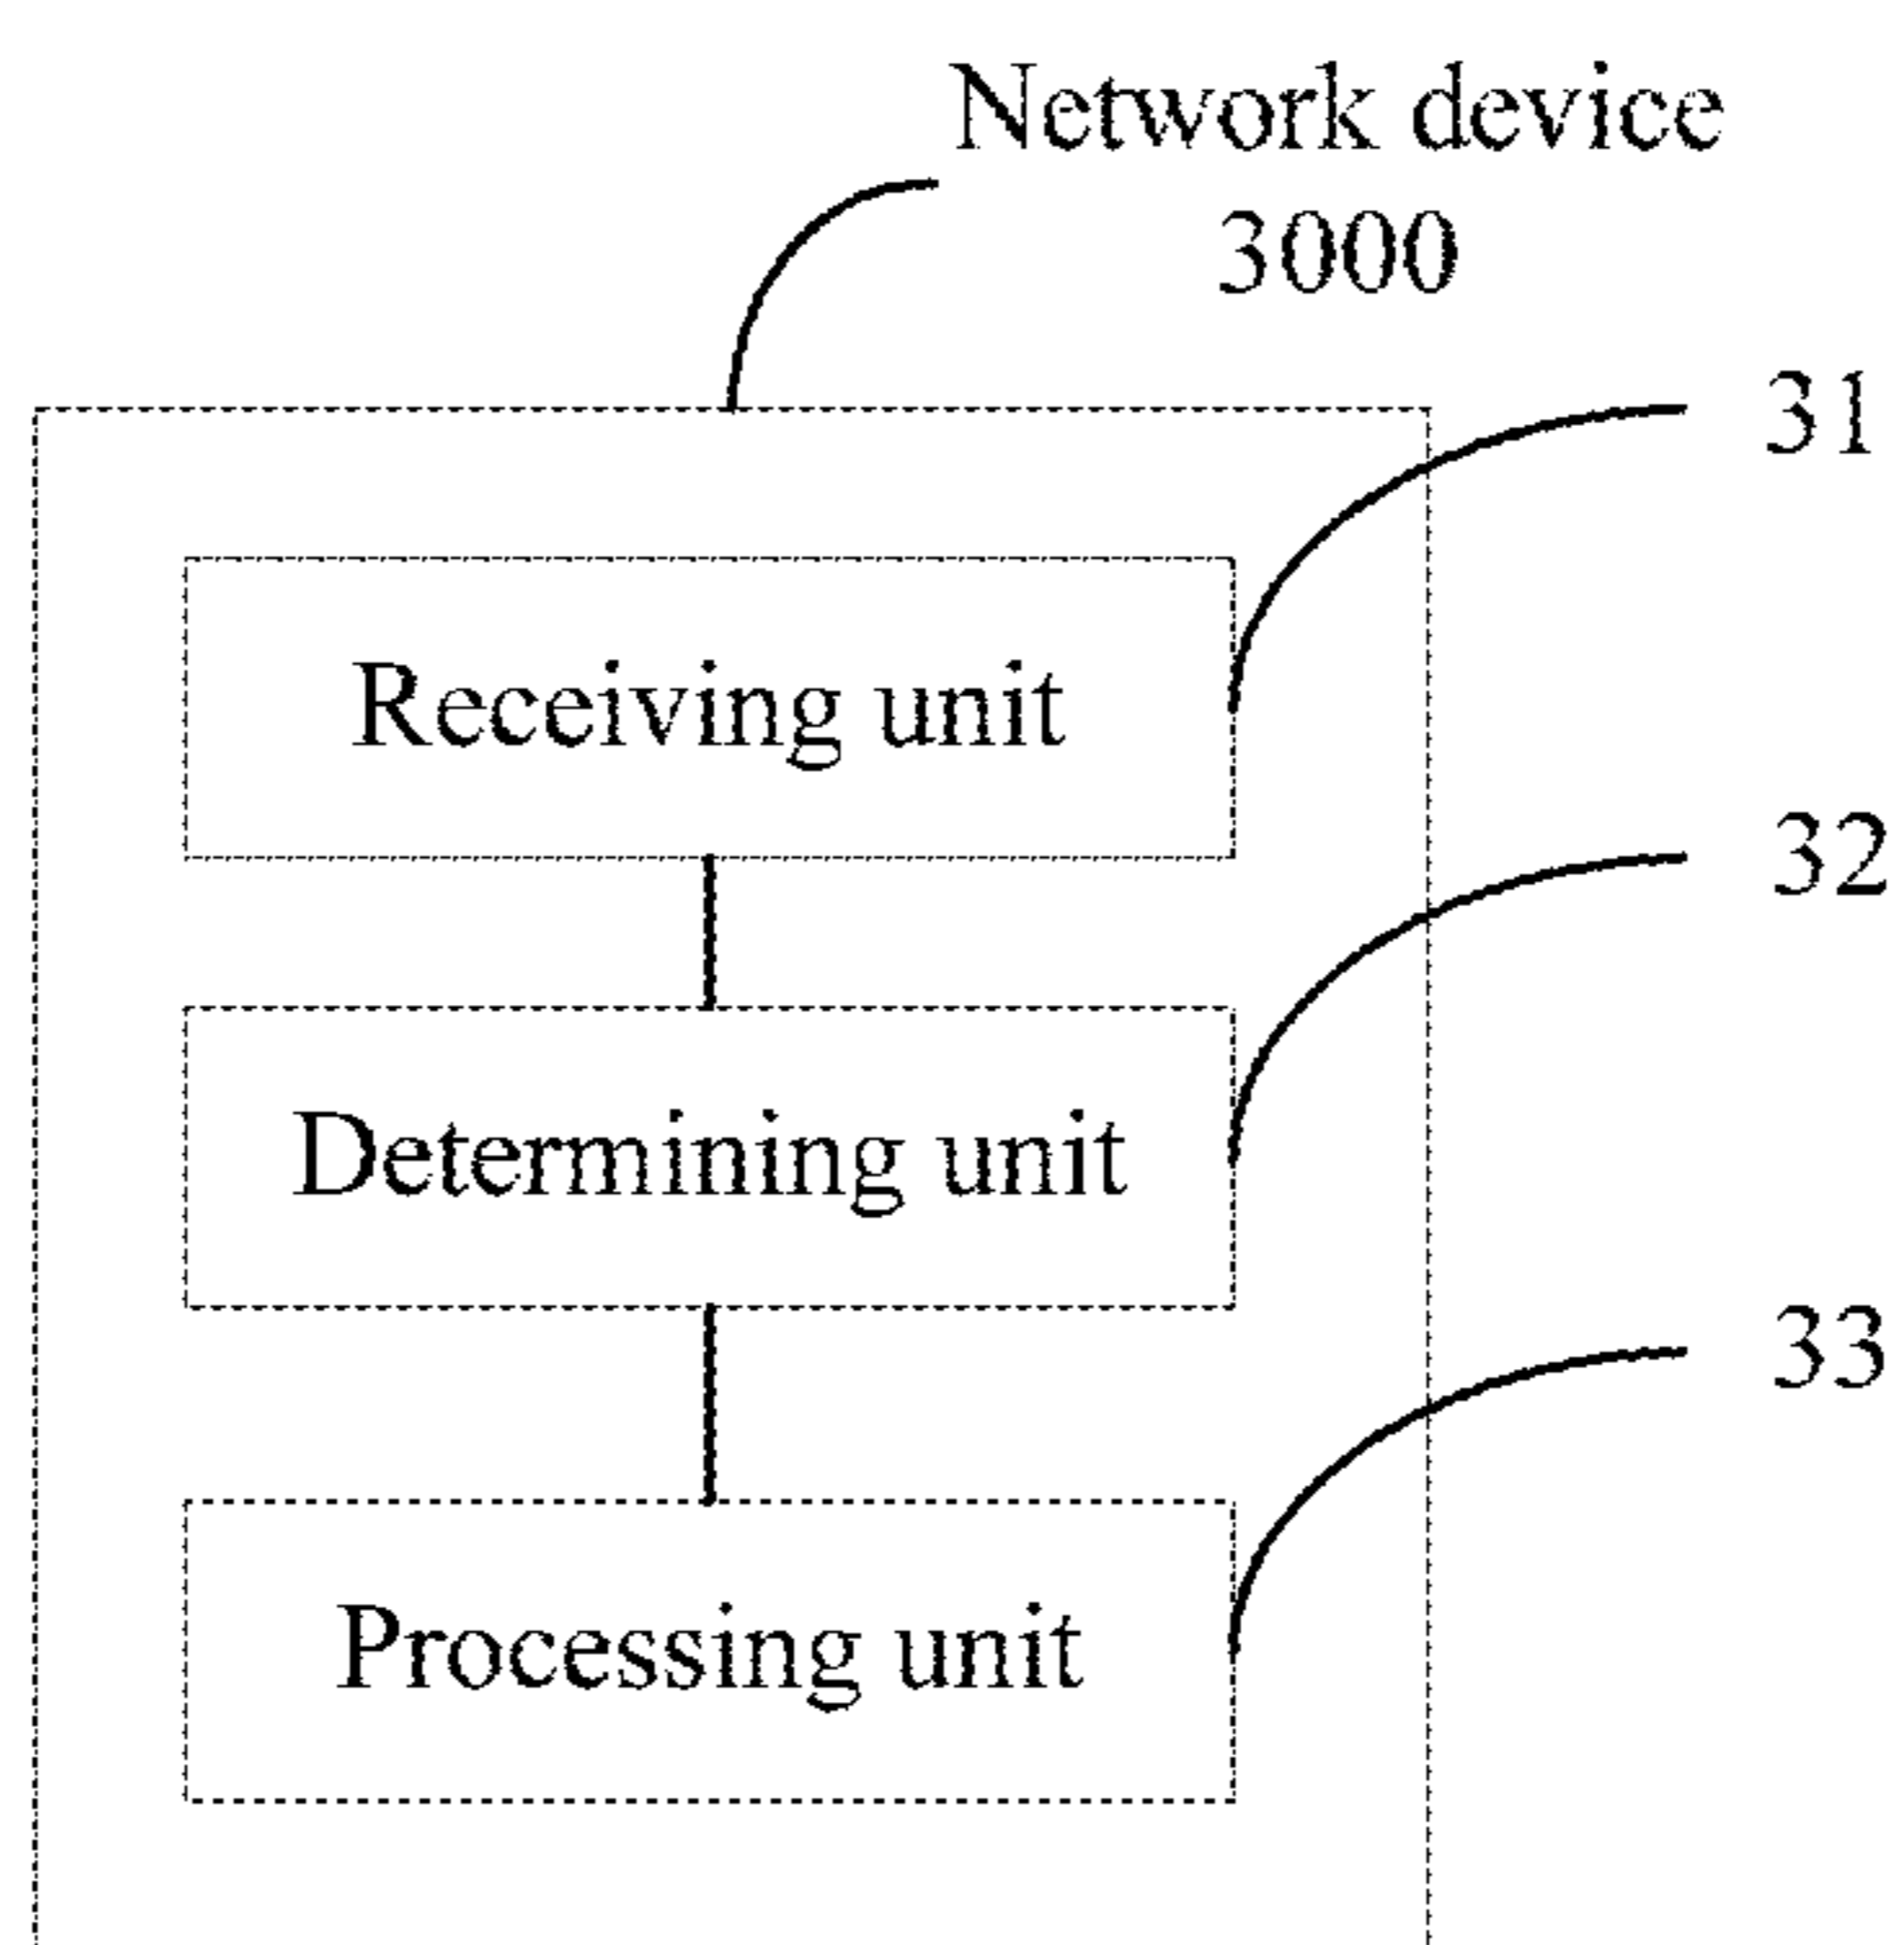 Network device
3000
31
Receiving unit
32
Determining unit
33
Processing unit